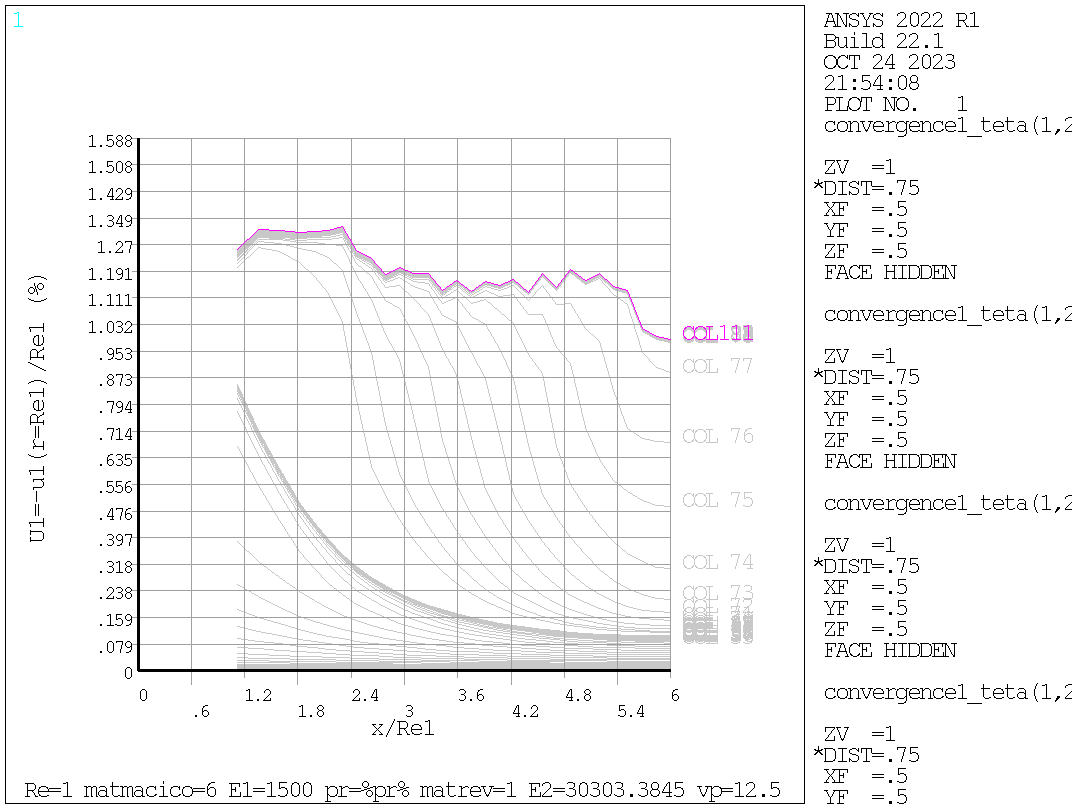 1
ANSYS 2022 R1
Build 22.1
OCT 24 2023
21:54:08
PLOT NO.   1
convergence1_teta(1,2
ZV  =1
*DIST=.75
XF  =.5
YF  =.5
ZF  =.5
FACE HIDDEN
convergence1_teta(1,2
ZV  =1
*DIST=.75
XF  =.5
YF  =.5
ZF  =.5
FACE HIDDEN
convergence1_teta(1,2
ZV  =1
*DIST=.75
XF  =.5
YF  =.5
ZF  =.5
FACE HIDDEN
convergence1_teta(1,2
ZV  =1
*DIST=.75
XF  =.5
YF  =.5
U1=-u1(r=Re1)/Re1 (%)
1.588
1.508
1.429
1.349
1.27
1.191
1.111
1.032
.953
.873
.794
.714
.635
.556
.476
.397
.318
.238
.159
.079
0
COL111
COL 77
COL 76
COL 75
COL 74
COL 73
0
.6
1.2
1.8
2.4
3
3.6
4.2
4.8
5.4
6
x/Re1
Re=1 matmacico=6 E1=1500 pr=%pr% matrev=1 E2=30303.3845 vp=12.5